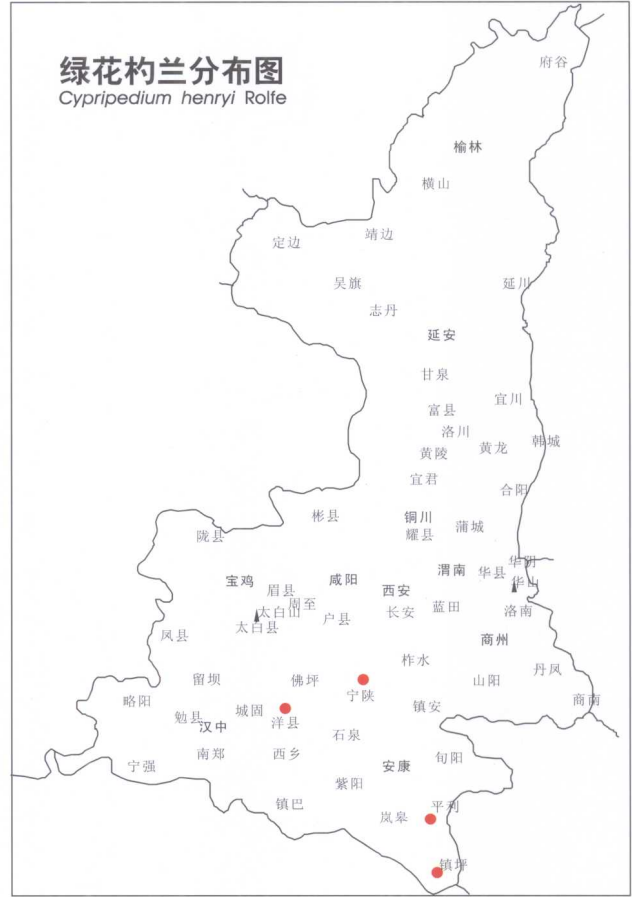 绿花杓兰分布图
Cypripedium henryi Rolfe
府谷
榆林
横山
靖边
定边
吴旗
延川
志丹
延安
甘泉
宜川
富县
洛川
韩城
黄陵
黄龙
宜君
合阳
彬县
铜川
蒲城
耀县
陇县
华阴
渭南
华县
华山
宝鸡
咸阳
眉县
西安
周至
太白山
户县
长安
蓝田
洛南
太白县
凤县
商州
柞水
丹凤
留坝
佛坪
山阳
宁陕
略阳
商南
城固
镇安
勉县
汉中
洋县
石泉
南郑
西乡
旬阳
宁强
安康
紫阳
镇巴
平利
岚皋
镇坪